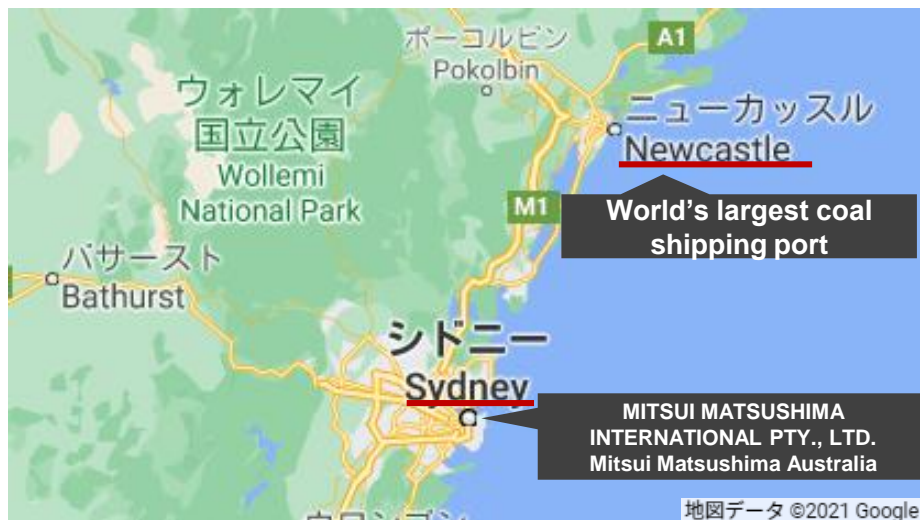 ポーコルビン
Pokolbin
A1
ウォレマイ
国立公園
Wollemi
National Park
ニューカッスル
Newcastle
M1
World's largest coal
shipping port
バサースト
Bathurst
シドニー
Sydney
MITSUI MATSUSHIMA
INTERNATIONAL PTY., LTD.
Mitsui Matsushima Australia
地図データ ©2021 Google